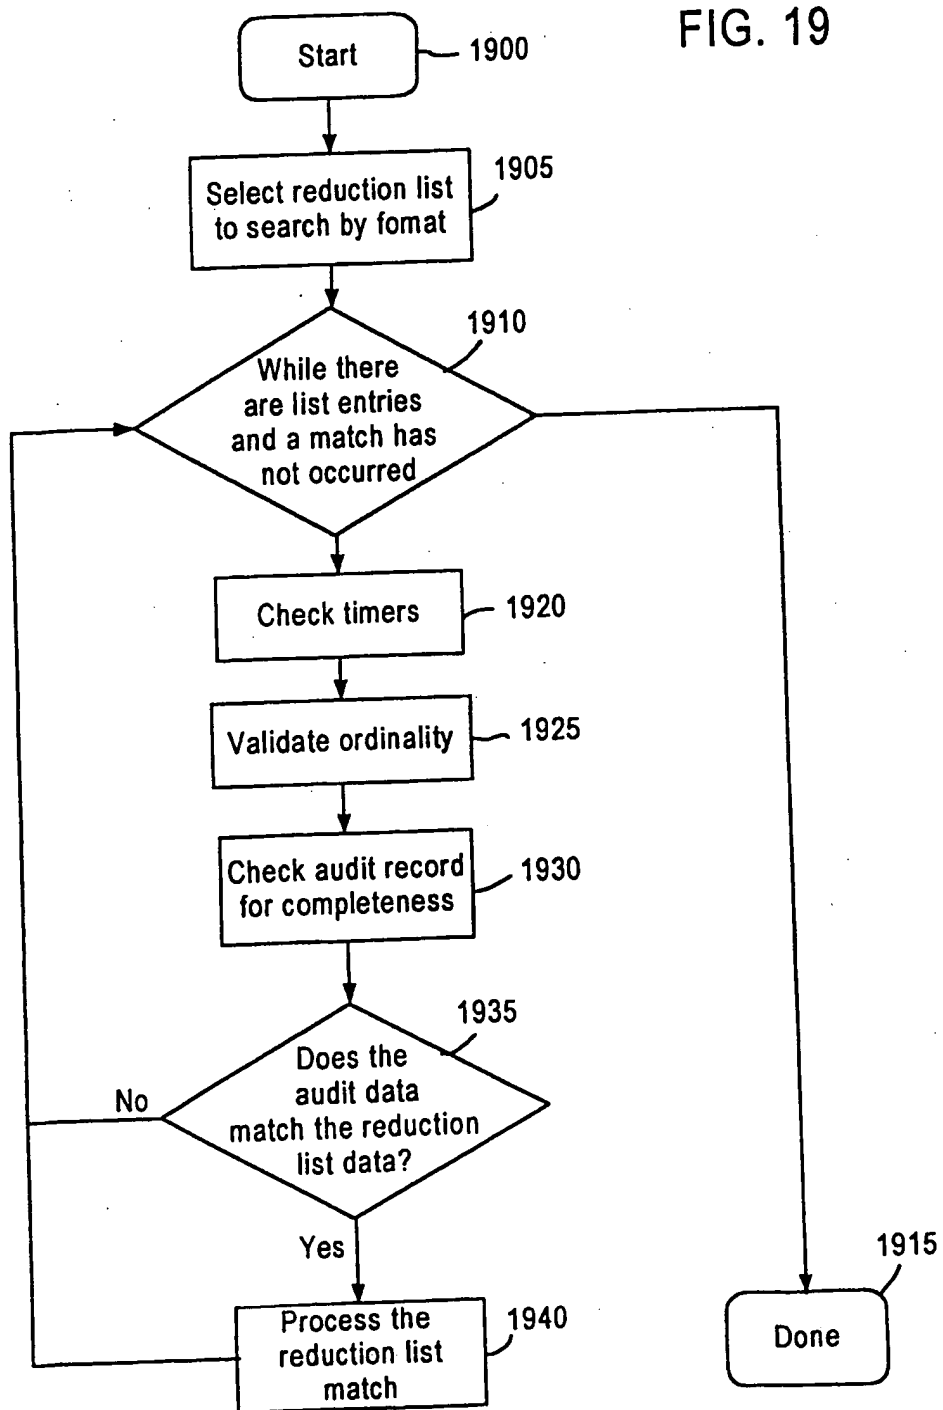 FIG. 19
Start
1900
Select reduction list
to search by fomat
1905
While there
are list entries
and a match has
not occurred
1910
Check timers
1920
Validate ordinality
1925
Check audit record
for completeness
1930
Does the
audit data
match the reduction
list data?
1935
No
Yes
Process the
reduction list
match
1940
Done
1915